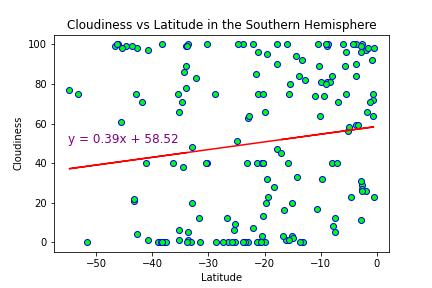 Cloudiness vs Latitude in the Southern Hemisphere
100
80
60
y = 0.39x + 58.52
40
20
0
Cloudiness
−50 −40 −30 −20 −10 0
Latitude